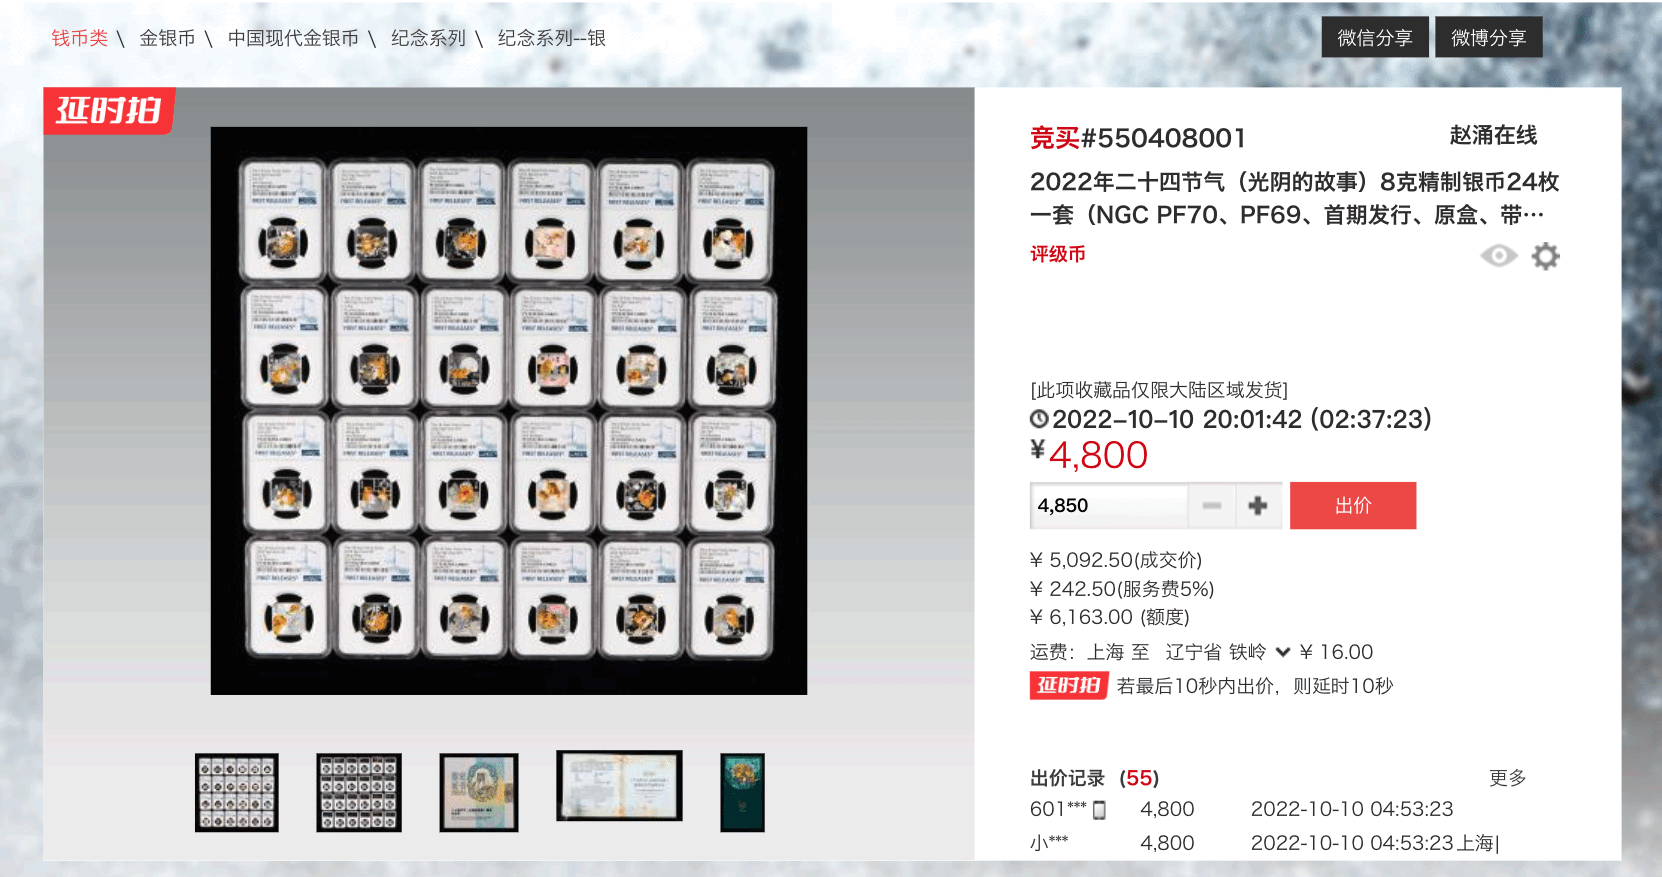 钱币类 \ 金银币 \ 中国现代金银币 \ 纪念系列 \ 纪念系列--银
微信分享 微博分享
延时拍
竞买#550408001 赵涌在线
2022年二十四节气（光阴的故事）8克精制银币24枚
一套（NGC PF70、PF69、首期发行、原盒、带…
评级币
[此项收藏品仅限大陆区域发货]
2022-10-10 20:01:42 (02:37:23)
¥4,800
4,850 出价
¥ 5,092.50(成交价)
¥ 242.50(服务费5%)
¥ 6,163.00 (额度)
运费：上海 至 辽宁省 铁岭 ¥ 16.00
延时拍 若最后10秒内出价，则延时10秒
出价记录 (55) 更多
601*** 4,800 2022-10-10 04:53:23
小*** 4,800 2022-10-10 04:53:23 上海|